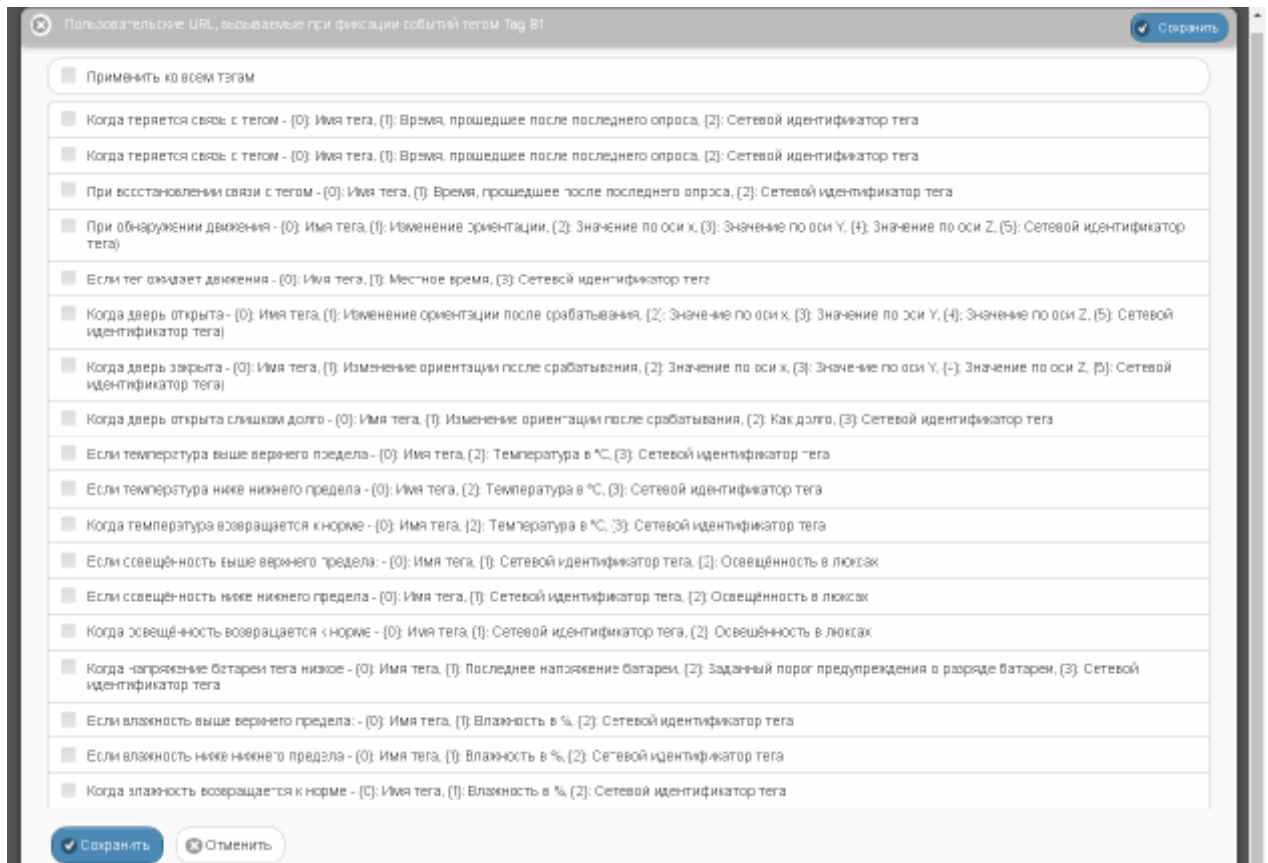 Пользовательские URL, вызываемые при фиксации событий тегом Tag B1
Сохранить
Применить ко всем тэгам
Когда теряется связь с тегом - {0}: Имя тега, {1}: Время, прошедшее после последнего опроса, {2}: Сетевой идентификатор тега
Когда теряется связь с тегом - {0}: Имя тега, {1}: Время, прошедшее после последнего опроса, {2}: Сетевой идентификатор тега
При восстановлении связи с тегом - {0}: Имя тега, {1}: Время, прошедшее после последнего опроса, {2}: Сетевой идентификатор тега
При обнаружении движения - {0}: Имя тега, {1}: Изменение ориентации, {2}: Значение по оси x, {3}: Значение по оси Y, {4}: Значение по оси Z, {5}: Сетевой идентификатор
тега)
Если тег ожидает движения - {0}: Имя тега, {1}: Местное время, {3}: Сетевой идентификатор тега
Когда дверь открыта - {0}: Имя тега, {1}: Изменение ориентации после срабатывания, {2}: Значение по оси x, {3}: Значение по оси Y, {4}: Значение по оси Z, {5}: Сетевой
идентификатор тега)
Когда дверь закрыта - {0}: Имя тега, {1}: Изменение ориентации после срабатывания, {2}: Значение по оси x, {3}: Значение по оси Y, {4}: Значение по оси Z, {5}: Сетевой
идентификатор тега)
Когда дверь открыта слишком долго - {0}: Имя тега, {1}: Изменение ориентации после срабатывания, {2}: Как долго, {3}: Сетевой идентификатор тега
Если температура выше верхнего предела - {0}: Имя тега, {2}: Температура в °C, {3}: Сетевой идентификатор тега
Если температура ниже нижнего предела - {0}: Имя тега, {2}: Температура в °C, {3}: Сетевой идентификатор тега
Когда температура возвращается к норме - {0}: Имя тега, {2}: Температура в °C, {3}: Сетевой идентификатор тега
Если освещённость выше верхнего предела: - {0}: Имя тега, {1}: Сетевой идентификатор тега, {2}: Освещённость в люксах
Если освещённость ниже нижнего предела - {0}: Имя тега, {1}: Сетевой идентификатор тега, {2}: Освещённость в люксах
Когда освещённость возвращается к норме - {0}: Имя тега, {1}: Сетевой идентификатор тега, {2}: Освещённость в люксах
Когда напряжение батареи тега низкое - {0}: Имя тега, {1}: Последнее напряжение батареи, {2}: Заданный порог предупреждения о разряде батареи, {3}: Сетевой
идентификатор тега
Если влажность выше верхнего предела: - {0}: Имя тега, {1}: Влажность в %, {2}: Сетевой идентификатор тега
Если влажность ниже нижнего предела - {0}: Имя тега, {1}: Влажность в %, {2}: Сетевой идентификатор тега
Когда влажность возвращается к норме - {0}: Имя тега, {1}: Влажность в %, {2}: Сетевой идентификатор тега
Сохранить
Отменить